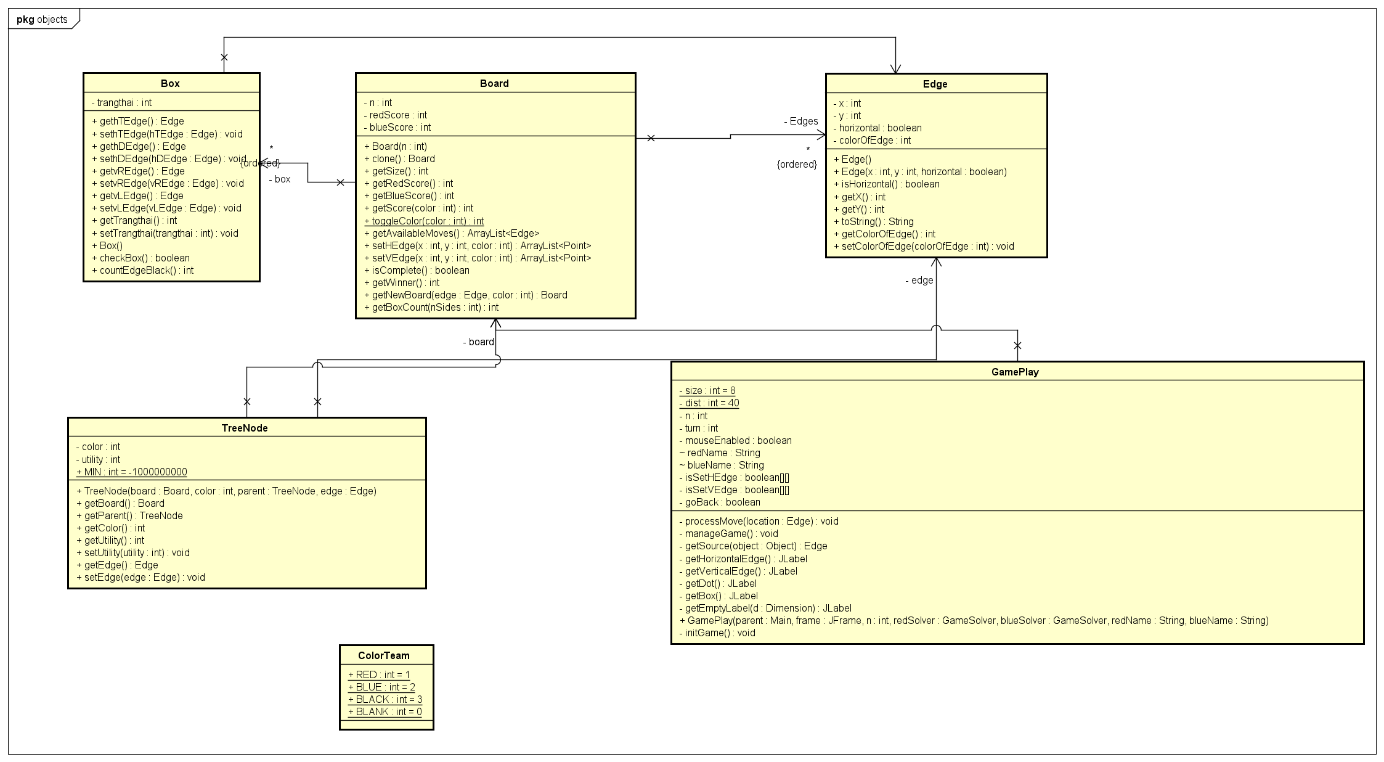 pkg objects
Box
- trangthai : int
+ gethTEdge() : Edge
+ sethTEdge(hTEdge : Edge) : void
+ gethDEdge() : Edge
+ sethDEdge(hDEdge : Edge) : void
+ getvREdge() : Edge
+ setvREdge(vREdge : Edge) : void
+ getvLEdge() : Edge
+ setvLEdge(vLEdge : Edge) : void
+ getTrangthai() : int
+ setTrangthai(trangthai : int) : void
+ Box()
+ checkBox() : boolean
+ countEdgeBlack() : int
*
{ordered}
- box
Board
- n : int
- redScore : int
- blueScore : int
+ Board(n : int)
+ clone() : Board
+ getSize() : int
+ getRedScore() : int
+ getBlueScore() : int
+ getScore(color : int) : int
+ toggleColor(color : int) : int
+ getAvailableMoves() : ArrayList<Edge>
+ setHEdge(x : int, y : int, color : int) : ArrayList<Point>
+ setVEdge(x : int, y : int, color : int) : ArrayList<Point>
+ isComplete() : boolean
+ getWinner() : int
+ getNewBoard(edge : Edge, color : int) : Board
+ getBoxCount(nSides : int) : int
- Edges
*
{ordered}
Edge
- x : int
- y : int
- horizontal : boolean
- colorOfEdge : int
+ Edge()
+ Edge(x : int, y : int, horizontal : boolean)
+ isHorizontal() : boolean
+ getX() : int
+ getY() : int
+ toString() : String
+ getColorOfEdge() : int
+ setColorOfEdge(colorOfEdge : int) : void
- edge
- board
TreeNode
- color : int
- utility : int
+ MIN : int = -1000000000
+ TreeNode(board : Board, color : int, parent : TreeNode, edge : Edge)
+ getBoard() : Board
+ getParent() : TreeNode
+ getColor() : int
+ getUtility() : int
+ setUtility(utility : int) : void
+ getEdge() : Edge
+ setEdge(edge : Edge) : void
GamePlay
- size : int = 8
- dist : int = 40
- n : int
- turn : int
- mouseEnabled : boolean
~ redName : String
~ blueName : String
- isSetHEdge : boolean[][]
- isSetVEdge : boolean[][]
- goBack : boolean
- processMove(location : Edge) : void
- manageGame() : void
- getSource(object : Object) : Edge
- getHorizontalEdge() : JLabel
- getVerticalEdge() : JLabel
- getDot() : JLabel
- getBox() : JLabel
- getEmptyLabel(d : Dimension) : JLabel
+ GamePlay(parent : Main, frame : JFrame, n : int, redSolver : GameSolver, blueSolver : GameSolver, redName : String, blueName : String)
- initGame() : void
ColorTeam
+ RED : int = 1
+ BLUE : int = 2
+ BLACK : int = 3
+ BLANK : int = 0